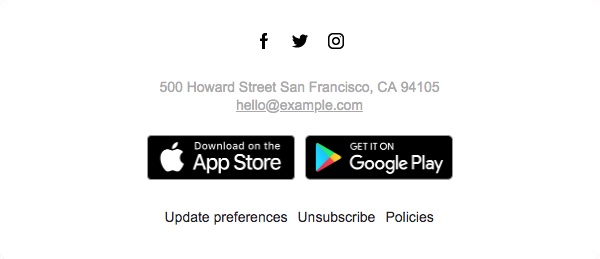 500 Howard Street San Francisco, CA 94105
hello@example.com
Download on the
App Store
GET IT ON
Google Play
Update preferences Unsubscribe Policies